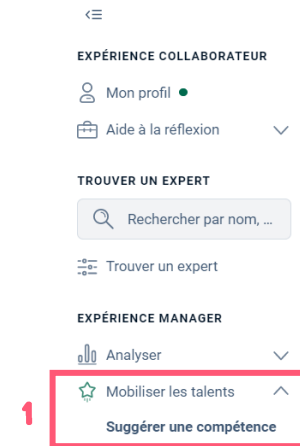 EXPÉRIENCE COLLABORATEUR
Mon profil
Aide à la réflexion
TROUVER UN EXPERT
Rechercher par nom, ...
Trouver un expert
EXPÉRIENCE MANAGER
Analyser
1 Mobiliser les talents
Suggérer une compétence